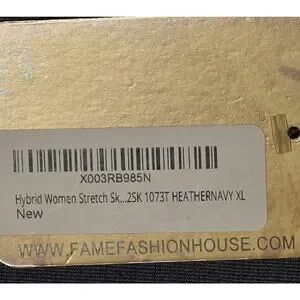 X003RB985N
Hybrid Women Stretch Sk...2SK 1073T HEATHERNAVY XL
New
WWW.FAMEFASHIONHOUSE.COM